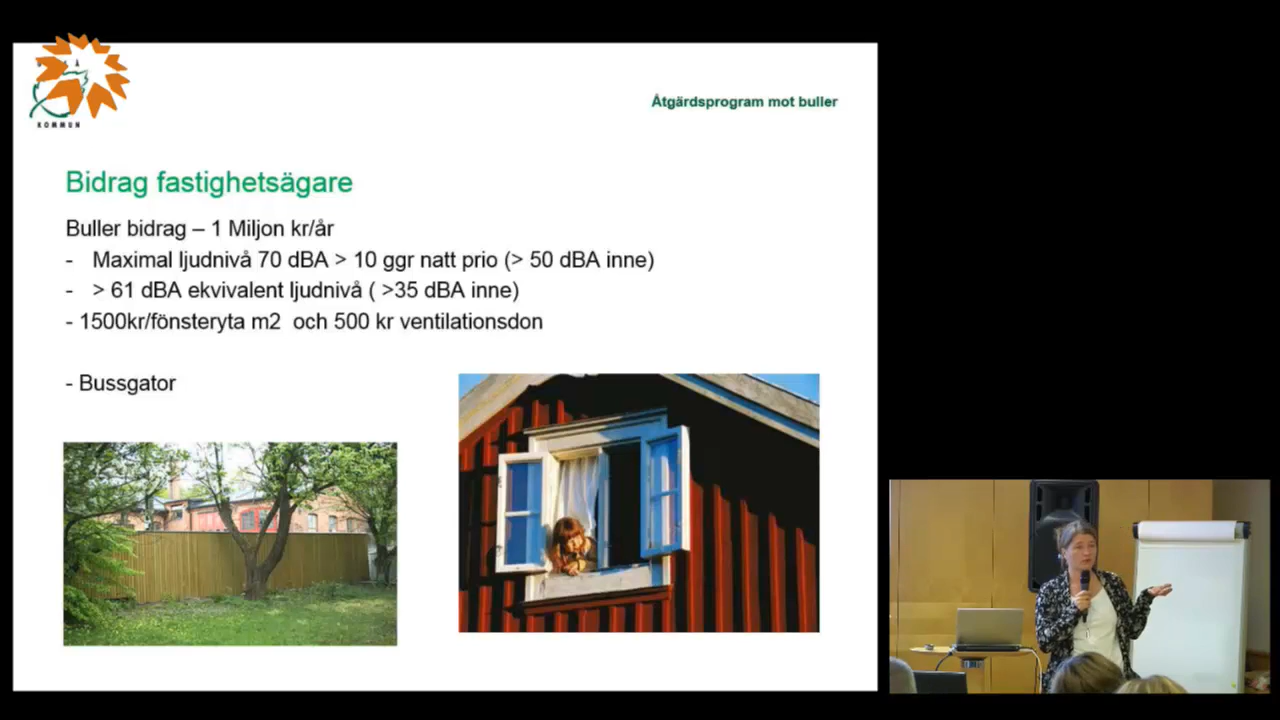 KOMMUN
Åtgärdsprogram mot buller
Bidrag fastighetsägare
Buller bidrag – 1 Miljon kr/år
- Maximal ljudnivå 70 dBA > 10 ggr natt prio (> 50 dBA inne)
- > 61 dBA ekvivalent ljudnivå ( >35 dBA inne)
- 1500kr/fönsteryta m2 och 500 kr ventilationsdon
- Bussgator